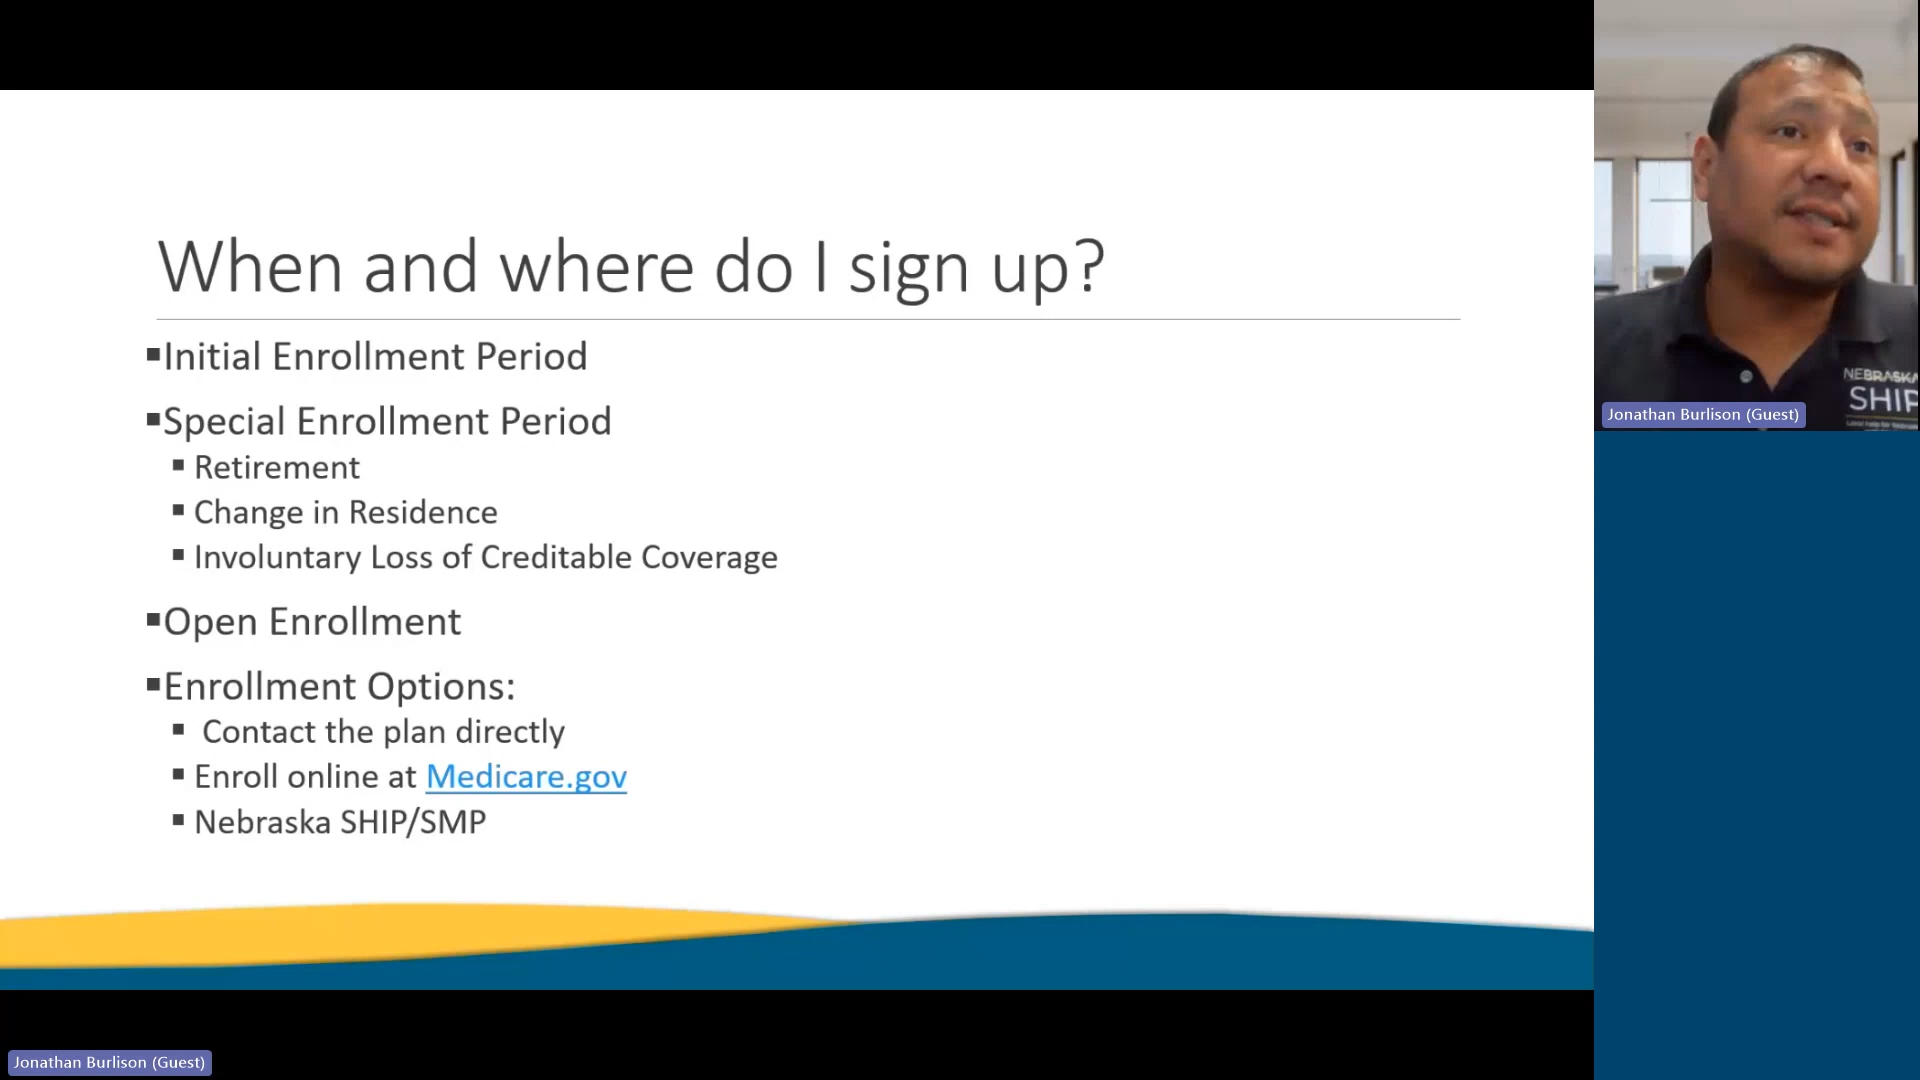 When and where do I sign up?
▪Initial Enrollment Period
▪Special Enrollment Period
▪ Retirement
▪ Change in Residence
▪ Involuntary Loss of Creditable Coverage
▪Open Enrollment
▪Enrollment Options:
▪ Contact the plan directly
▪ Enroll online at Medicare.gov
▪ Nebraska SHIP/SMP
NEBRASKA
SHIP
Jonathan Burlison (Guest)
Jonathan Burlison (Guest)